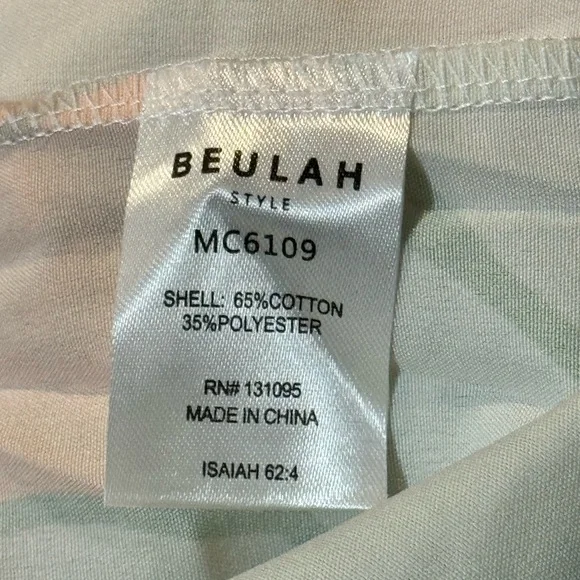 BEULAH
STYLE
MC6109
SHELL: 65%COTTON
35%POLYESTER
RN# 131095
MADE IN CHINA
ISAIAH 62:4